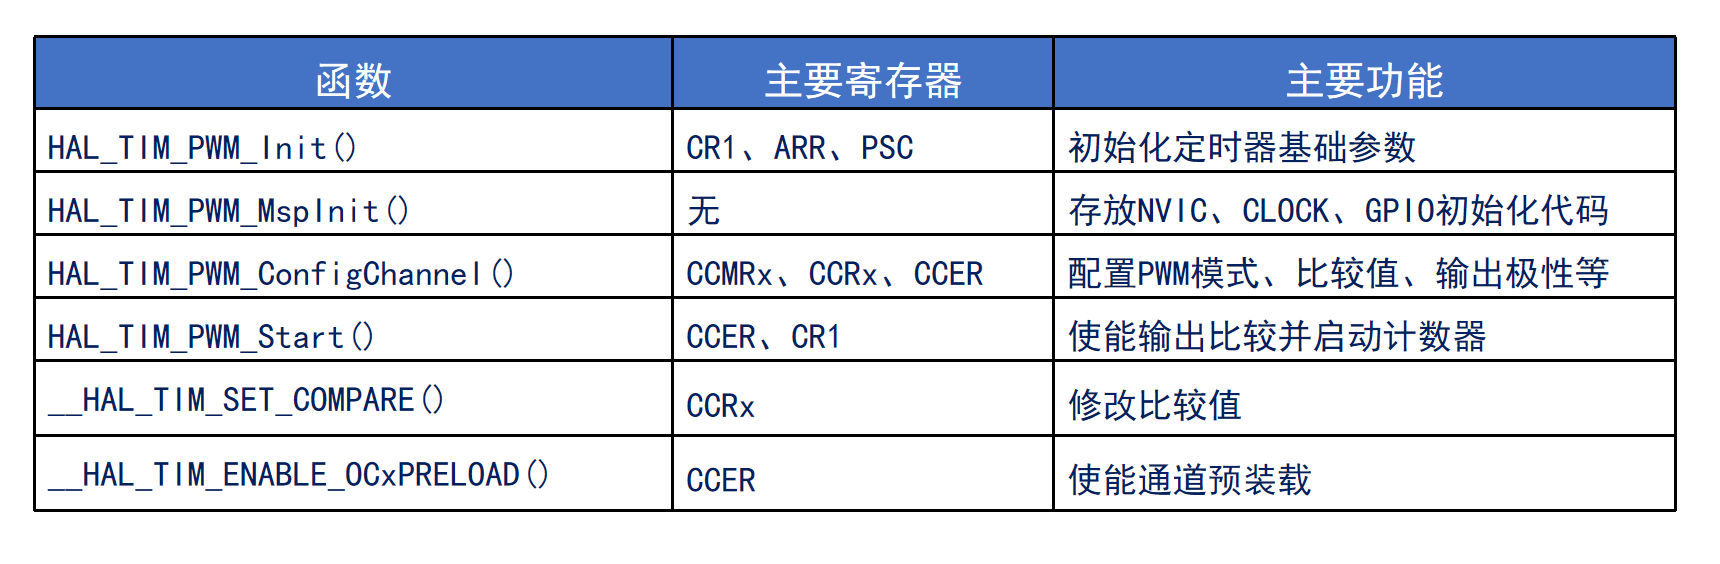 函数 主要寄存器 主要功能
HAL_TIM_PWM_Init() CR1、ARR、PSC 初始化定时器基础参数
HAL_TIM_PWM_MspInit() 无 存放NVIC、CLOCK、GPIO初始化代码
HAL_TIM_PWM_ConfigChannel() CCMRx、CCRx、CCER 配置PWM模式、比较值、输出极性等
HAL_TIM_PWM_Start() CCER、CR1 使能输出比较并启动计数器
__HAL_TIM_SET_COMPARE() CCRx 修改比较值
__HAL_TIM_ENABLE_OCxPRELOAD() CCER 使能通道预装载